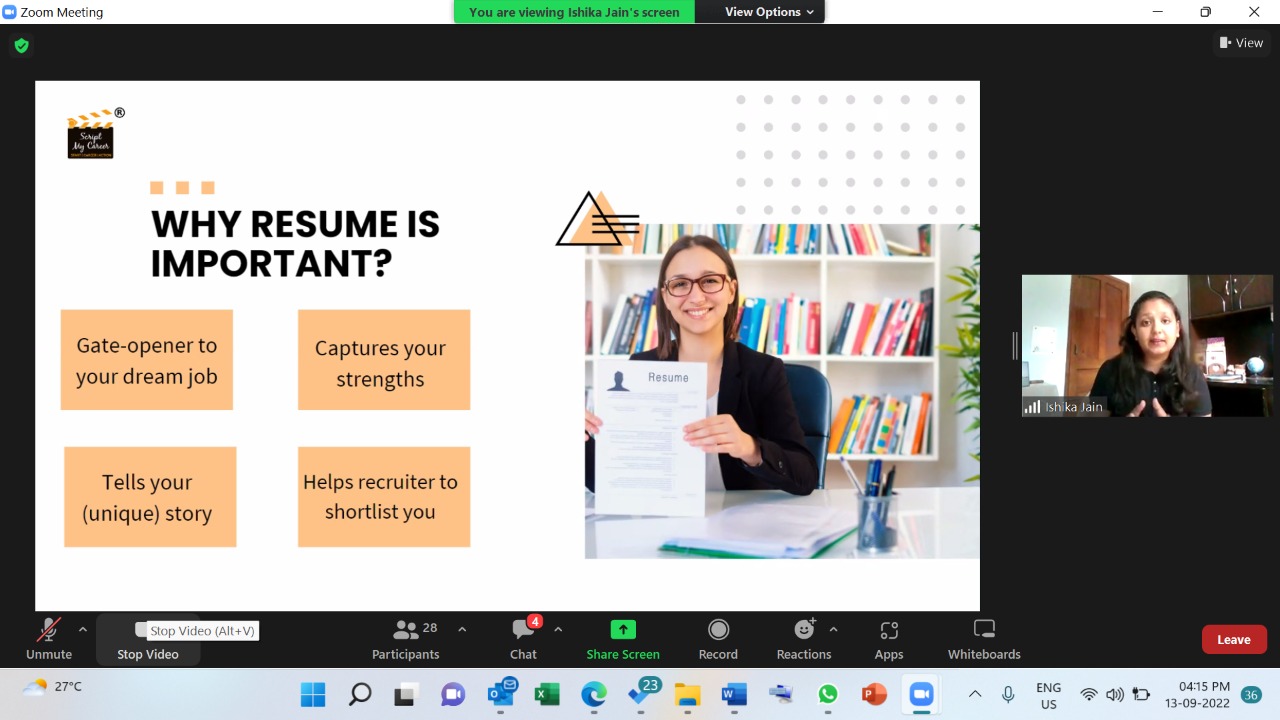 Zoom Meeting
You are viewing Ishika Jain's screen
View Options
View
®
Script
My Career
WHY RESUME IS
IMPORTANT?
Gate-opener to
your dream job
Captures your
strengths
Tells your
(unique) story
Helps recruiter to
shortlist you
Resume
Ishika Jain
Stop Video (Alt+V)
28
4
Unmute
Stop Video
Participants
Chat
Share Screen
Record
Reactions
Apps
Whiteboards
Leave
27°C
23
ENG
US
04:15 PM
13-09-2022
36